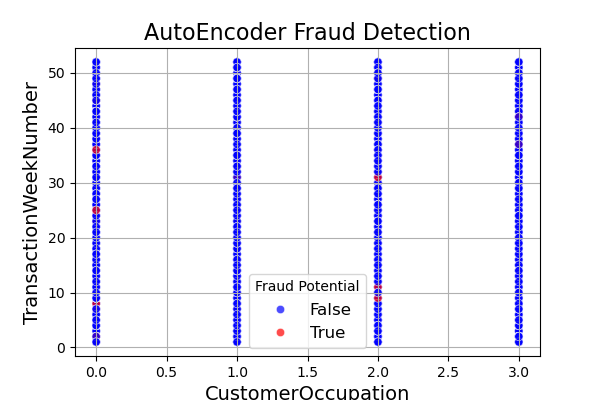 AutoEncoder Fraud Detection
TransactionWeekNumber
50
40
30
20
10
0
Fraud Potential
False
True
0.0 0.5 1.0 1.5 2.0 2.5 3.0
CustomerOccupation